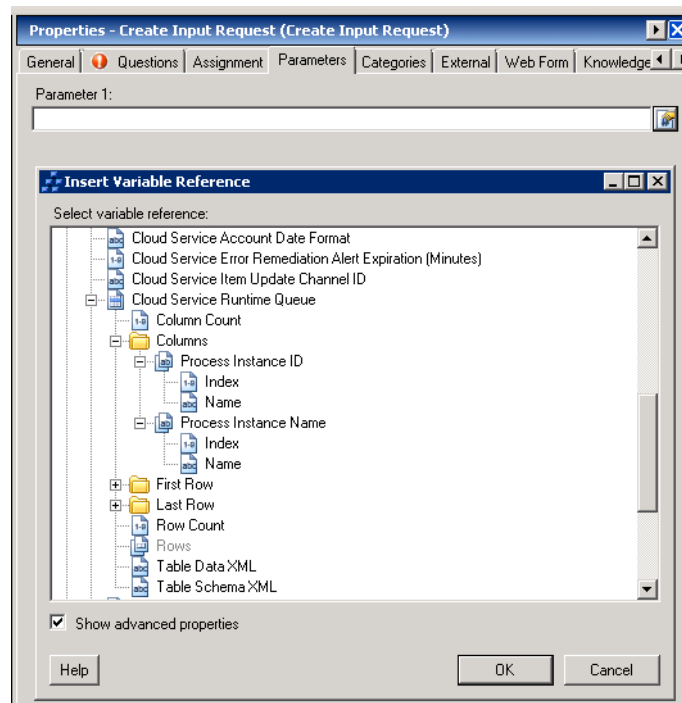 Properties - Create Input Request (Create Input Request)
General Questions Assignment Parameters Categories External Web Form Knowledge
Parameter 1:
Insert Variable Reference
Select variable reference:
Cloud Service Account Date Format
Cloud Service Error Remediation Alert Expiration (Minutes)
Cloud Service Item Update Channel ID
Cloud Service Runtime Queue
Column Count
Columns
Process Instance ID
Index
Name
Process Instance Name
Index
Name
First Row
Last Row
Row Count
Rows
Table Data XML
Table Schema XML
Show advanced properties
Help OK Cancel